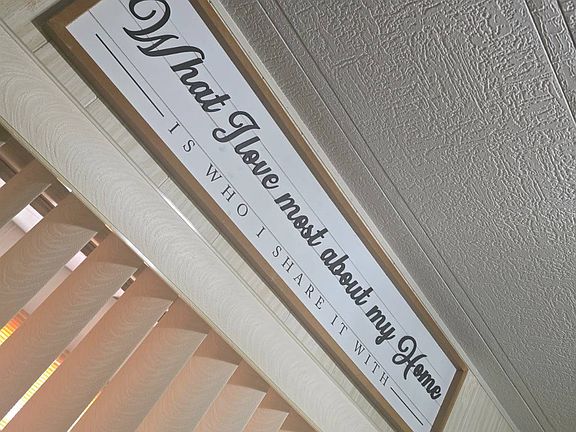 What I love most about my Home
IS WHO I SHARE IT WITH